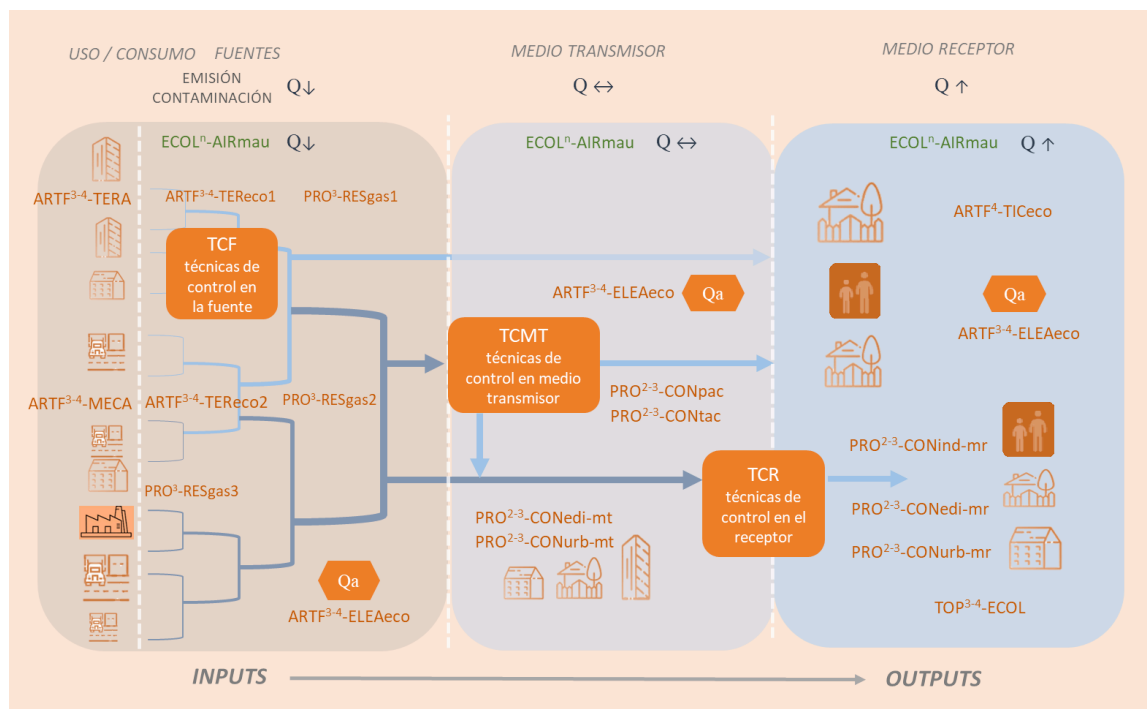 USO / CONSUMO FUENTES
MEDIO TRANSMISOR
MEDIO RECEPTOR
EMISIÓN
CONTAMINACIÓN
Q↓
Q ↔
Q ↑
ECOLⁿ-AIRmau Q↓
ECOLⁿ-AIRmau Q ↔
ECOLⁿ-AIRmau Q ↑
ARTF³⁻⁴-TERA
ARTF³⁻⁴-TEReco1
PRO³-RESgas1
ARTF⁴-TICeco
TCF
técnicas de
control en
la fuente
ARTF³⁻⁴-ELEAeco
Qa
Qa
ARTF³⁻⁴-ELEAeco
TCMT
técnicas de
control en medio
transmisor
PRO²⁻³-CONpac
PRO²⁻³-CONtac
ARTF³⁻⁴-MECA
ARTF³⁻⁴-TEReco2
PRO³-RESgas2
PRO³-RESgas3
TCR
técnicas de
control en el
receptor
PRO²⁻³-CONind-mr
PRO²⁻³-CONedi-mr
PRO²⁻³-CONurb-mr
PRO²⁻³-CONedi-mt
PRO²⁻³-CONurb-mt
Qa
ARTF³⁻⁴-ELEAeco
TOP³⁻⁴-ECOL
INPUTS
OUTPUTS